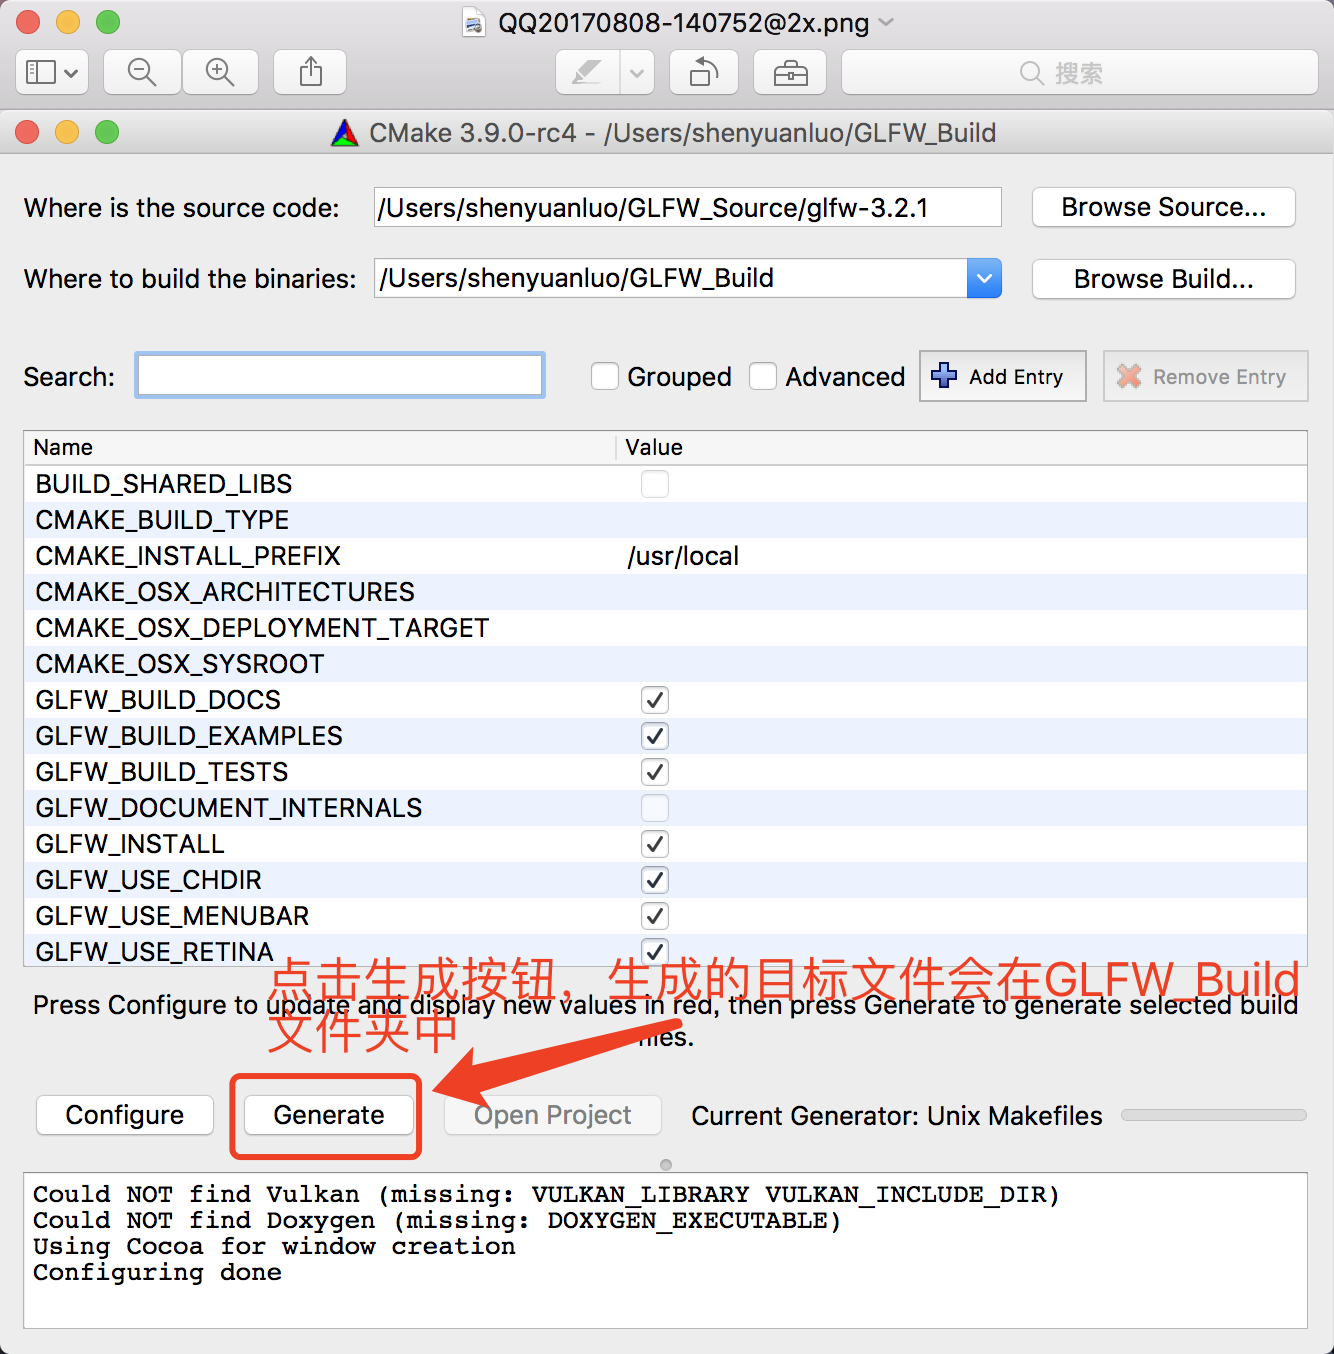 QQ20170808-140752@2x.png
搜索
CMake 3.9.0-rc4 - /Users/shenyuanluo/GLFW_Build
Where is the source code: /Users/shenyuanluo/GLFW_Source/glfw-3.2.1 Browse Source...
Where to build the binaries: /Users/shenyuanluo/GLFW_Build Browse Build...
Search: Grouped Advanced Add Entry Remove Entry
Name Value
BUILD_SHARED_LIBS
CMAKE_BUILD_TYPE
CMAKE_INSTALL_PREFIX /usr/local
CMAKE_OSX_ARCHITECTURES
CMAKE_OSX_DEPLOYMENT_TARGET
CMAKE_OSX_SYSROOT
GLFW_BUILD_DOCS
GLFW_BUILD_EXAMPLES
GLFW_BUILD_TESTS
GLFW_DOCUMENT_INTERNALS
GLFW_INSTALL
GLFW_USE_CHDIR
GLFW_USE_MENUBAR
GLFW_USE_RETINA
点击生成按钮，生成的目标文件会在GLFW_Build
文件夹中
Press Configure to update and display new values in red, then press Generate to generate selected build
files.
Configure Generate Open Project Current Generator: Unix Makefiles
Could NOT find Vulkan (missing: VULKAN_LIBRARY VULKAN_INCLUDE_DIR)
Could NOT find Doxygen (missing: DOXYGEN_EXECUTABLE)
Using Cocoa for window creation
Configuring done